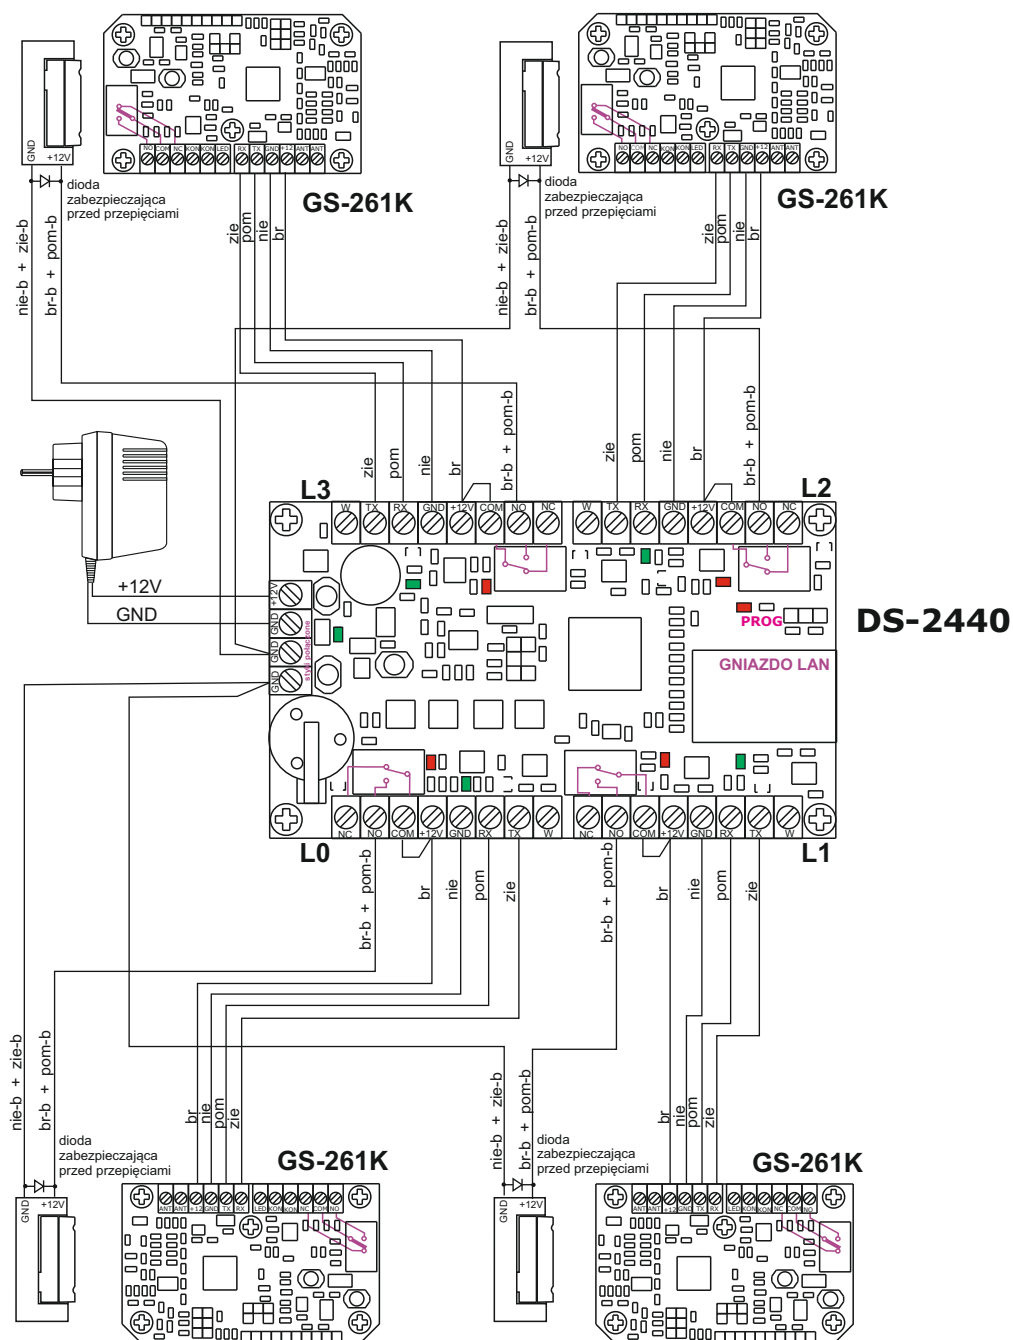 NO COM NC KON KON LED RX TX GND +12 ANT ANT
GND +12V
dioda
zabezpieczająca
przed przepięciami
GS-261K
nie-b + zie-b
br-b + pom-b
zie
pom
nie
br
NO COM NC KON KON LED RX TX GND +12 ANT ANT
GND +12V
dioda
zabezpieczająca
przed przepięciami
GS-261K
nie-b + zie-b
br-b + pom-b
zie
pom
nie
br
zie
pom
nie
br
br-b + pom-b
zie
pom
nie
br
br-b + pom-b
L3
L2
W TX RX GND +12V COM NO NC
W TX RX GND +12V COM NO NC
+12V
GND
+12V
GND
GND
GND
styki połączone
PROG
DS-2440
GNIAZDO LAN
NC NO COM +12V GND RX TX W
NC NO COM +12V GND RX TX W
L0
L1
br-b + pom-b
br
nie
pom
zie
br-b + pom-b
br
nie
pom
zie
nie-b + zie-b
br-b + pom-b
br
nie
pom
zie
nie-b + zie-b
br-b + pom-b
br
nie
pom
zie
dioda
zabezpieczająca
przed przepięciami
GS-261K
GND +12V
ANT ANT +12 GND TX RX LED KON KON NC COM NO
dioda
zabezpieczająca
przed przepięciami
GS-261K
GND +12V
ANT ANT +12 GND TX RX LED KON KON NC COM NO